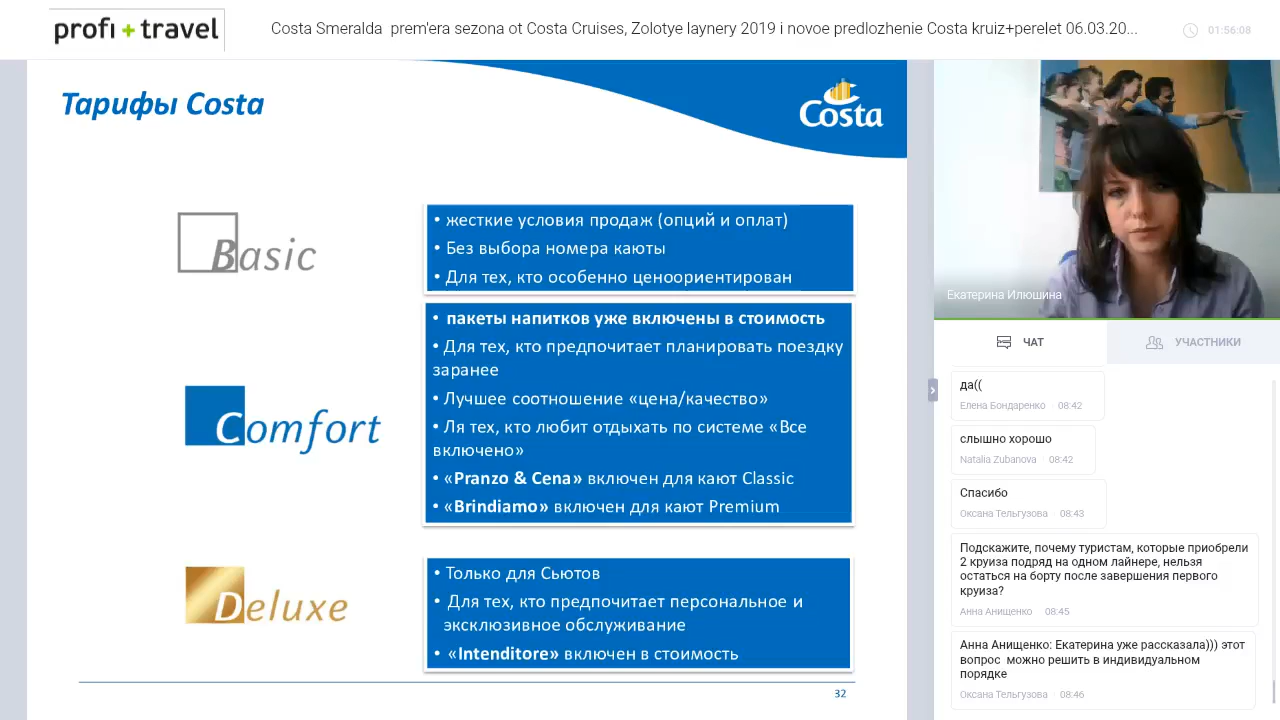 profi + travel
Costa Smeralda prem'era sezona ot Costa Cruises, Zolotye laynery 2019 i novoe predlozhenie Costa kruiz+perelet 06.03.20...
01:56:08
Тарифы Costa
Costa
Basic
• жесткие условия продаж (опций и оплат)
• Без выбора номера каюты
• Для тех, кто особенно ценоориентирован
Comfort
• пакеты напитков уже включены в стоимость
• Для тех, кто предпочитает планировать поездку
заранее
• Лучшее соотношение «цена/качество»
• Ля тех, кто любит отдыхать по системе «Все
включено»
• «Pranzo & Cena» включен для кают Classic
• «Brindiamo» включен для кают Premium
Deluxe
• Только для Сьютов
• Для тех, кто предпочитает персональное и
эксклюзивное обслуживание
• «Intenditore» включен в стоимость
32
Екатерина Илюшина
ЧАТ
УЧАСТНИКИ
да((
Елена Бондаренко · 08:42
слышно хорошо
Natalia Zubanova · 08:42
Спасибо
Оксана Тельгузова · 08:43
Подскажите, почему туристам, которые приобрели
2 круиза подряд на одном лайнере, нельзя
остаться на борту после завершения первого
круиза?
Анна Анищенко · 08:45
Анна Анищенко: Екатерина уже рассказала))) этот
вопрос можно решить в индивидуальном
порядке
Оксана Тельгузова · 08:46